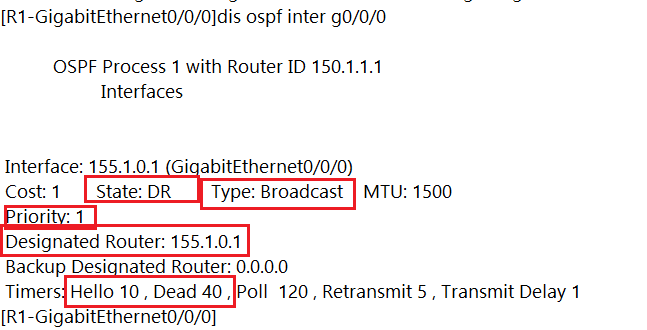 [R1-GigabitEthernet0/0/0]dis ospf inter g0/0/0
OSPF Process 1 with Router ID 150.1.1.1
Interfaces
Interface: 155.1.0.1 (GigabitEthernet0/0/0)
Cost: 1 State: DR Type: Broadcast MTU: 1500
Priority: 1
Designated Router: 155.1.0.1
Backup Designated Router: 0.0.0.0
Timers: Hello 10 , Dead 40 , Poll 120 , Retransmit 5 , Transmit Delay 1
[R1-GigabitEthernet0/0/0]